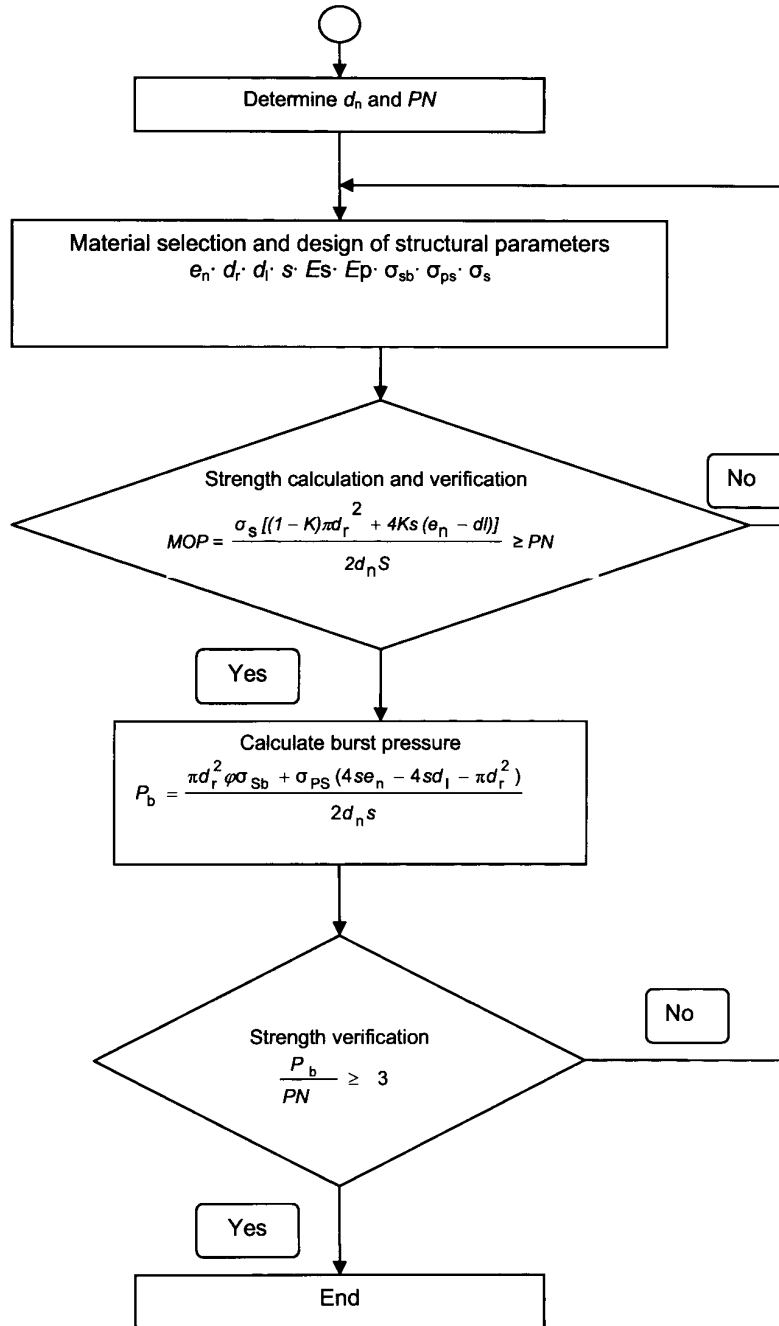 Determine dₙ and PN
Material selection and design of structural parameters
eₙ· dᵣ· dₗ· s· Es· Ep· σsb· σps· σs
Strength calculation and verification
MOP = σs [(1 − K)πdᵣ² + 4Ks (eₙ − dl)] / 2dₙS ≥ PN
No
Yes
Calculate burst pressure
Pb = πdᵣ²φσSb + σPS (4seₙ − 4sdₗ − πdᵣ²) / 2dₙs
Strength verification
Pb / PN ≥ 3
No
Yes
End